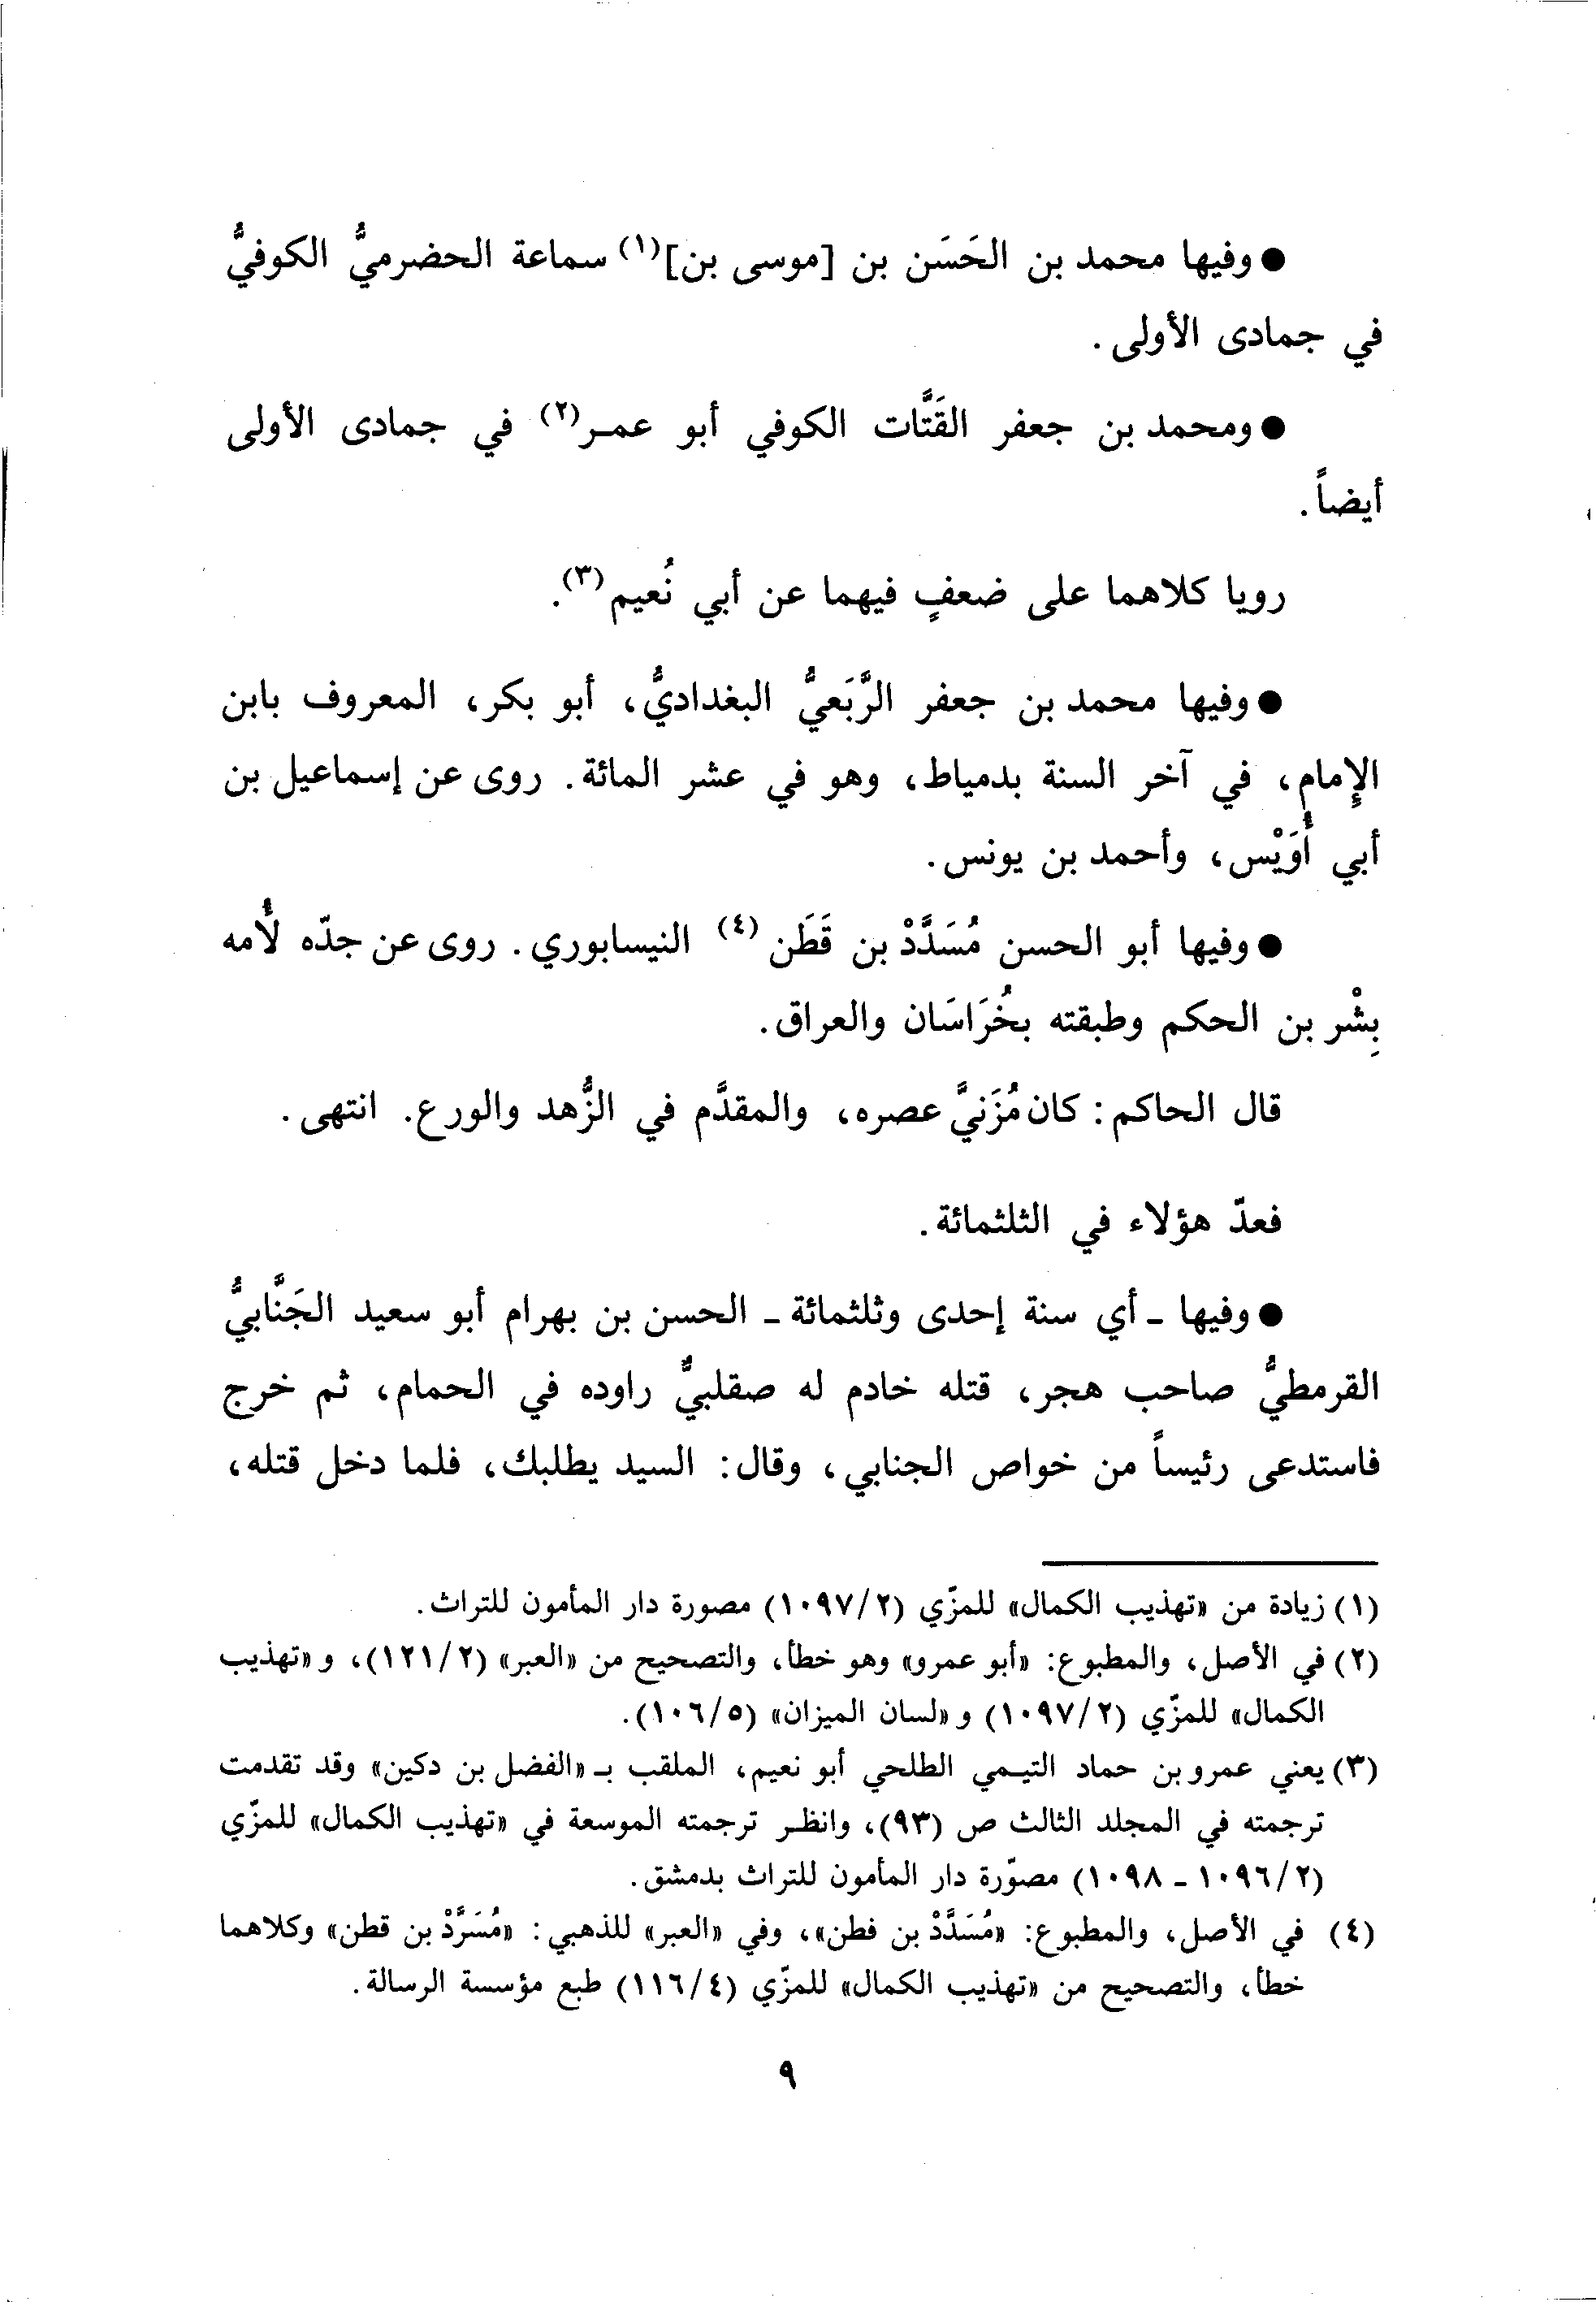 ● وفيها محمد بن الحَسَن بن [موسى بن](١) سماعة الحضرميُّ الكوفيُّ
في جمادى الأولى.
● ومحمد بن جعفر القَتَّات الكوفي أبو عمر(٢) في جمادى الأولى
أيضاً.
رويا كلاهما على ضعفٍ فيهما عن أبي نُعيم(٣).
● وفيها محمد بن جعفر الرَّبَعيُّ البغداديُّ، أبو بكر، المعروف بابن
الإِمام، في آخر السنة بدمياط، وهو في عشر المائة. روى عن إسماعيل بن
أبي أُوَيْس، وأحمد بن يونس.
● وفيها أبو الحسن مُسَدَّدْ بن قَطَن (٤) النيسابوري. روى عن جدّه لأُمه
بِشْر بن الحكم وطبقته بخُرَاسَان والعراق.
قال الحاكم: كان مُزَنيَّ عصره، والمقدَّم في الزُّهد والورع. انتهى.
فعدّ هؤلاء في الثلثمائة.
● وفيها - أي سنة إحدى وثلثمائة - الحسن بن بهرام أبو سعيد الجَنَّابيُّ
القرمطيُّ صاحب هجر، قتله خادم له صقلبيٌّ راوده في الحمام، ثم خرج
فاستدعى رئيساً من خواص الجنابي، وقال: السيد يطلبك، فلما دخل قتله،
(١) زيادة من «تهذيب الكمال» للمزّي (١٠٩٧/٢) مصورة دار المأمون للتراث.
(٢) في الأصل، والمطبوع: «أبو عمرو» وهو خطأ، والتصحيح من «العبر» (١٢١/٢)، و «تهذيب
الكمال» للمزّي (١٠٩٧/٢) و «لسان الميزان» (١٠٦/٥).
(٣) يعني عمرو بن حماد التيمي الطلحي أبو نعيم، الملقب بـ «الفضل بن دكين» وقد تقدمت
ترجمته في المجلد الثالث ص (٩٣)، وانظر ترجمته الموسعة في «تهذيب الكمال» للمزّي
(١٠٩٦/٢ - ١٠٩٨) مصوّرة دار المأمون للتراث بدمشق.
(٤) في الأصل، والمطبوع: «مُسَدَّدْ بن فطن»، وفي «العبر» للذهبي: «مُسَرَّدْ بن قطن» وكلاهما
خطأ، والتصحيح من «تهذيب الكمال» للمزّي (١١٦/٤) طبع مؤسسة الرسالة.
٩